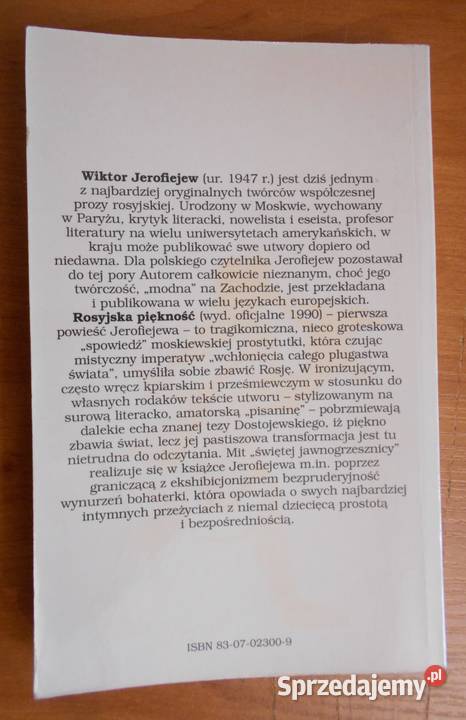 Wiktor Jerofiejew (ur. 1947 r.) jest dziś jednym
z najbardziej oryginalnych twórców współczesnej
prozy rosyjskiej. Urodzony w Moskwie, wychowany
w Paryżu, krytyk literacki, nowelista i eseista, profesor
literatury na wielu uniwersytetach amerykańskich, w
kraju może publikować swe utwory dopiero od
niedawna. Dla polskiego czytelnika Jerofiejew pozostawał
do tej pory Autorem całkowicie nieznanym, choć jego
twórczość, „modna” na Zachodzie, jest przekładana
i publikowana w wielu językach europejskich.
Rosyjska piękność (wyd. oficjalne 1990) – pierwsza
powieść Jerofiejewa – to tragikomiczna, nieco groteskowa
„spowiedź” moskiewskiej prostytutki, która czując
mistyczny imperatyw „wchłonięcia całego plugastwa
świata”, umyśliła sobie zbawić Rosję. W ironizującym,
często wręcz kpiarskim i prześmiewczym w stosunku do
własnych rodaków tekście utworu – stylizowanym na
surową literacko, amatorską „pisaninę” – pobrzmiewają
dalekie echa znanej tezy Dostojewskiego, iż piękno
zbawia świat, lecz jej pastiszowa transformacja jest tu
nietrudna do odczytania. Mit „świętej jawnogrzesznicy”
realizuje się w książce Jerofiejewa m.in. poprzez
graniczącą z ekshibicjonizmem bezpruderyjność
wynurzeń bohaterki, która opowiada o swych najbardziej
intymnych przeżyciach z niemal dziecięcą prostotą
i bezpośredniością.
ISBN 83-07-02300-9
Sprzedajemy.pl